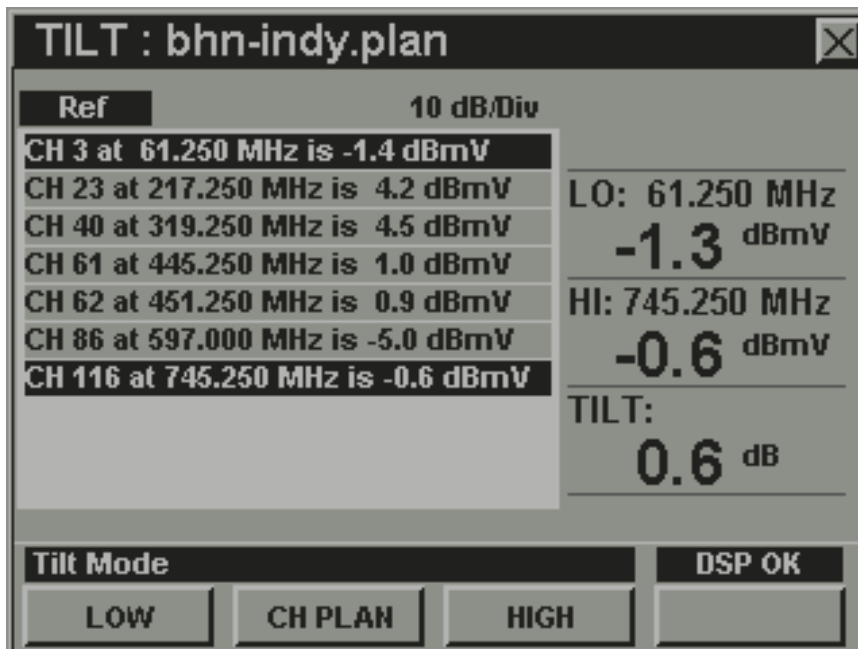 TILT : bhn-indy.plan
Ref 10 dB/Div
CH 3 at 61.250 MHz is -1.4 dBmV
CH 23 at 217.250 MHz is 4.2 dBmV
CH 40 at 319.250 MHz is 4.5 dBmV
CH 61 at 445.250 MHz is 1.0 dBmV
CH 62 at 451.250 MHz is 0.9 dBmV
CH 86 at 597.000 MHz is -5.0 dBmV
CH 116 at 745.250 MHz is -0.6 dBmV
LO: 61.250 MHz
-1.3 dBmV
HI: 745.250 MHz
-0.6 dBmV
TILT:
0.6 dB
Tilt Mode
DSP OK
LOW
CH PLAN
HIGH